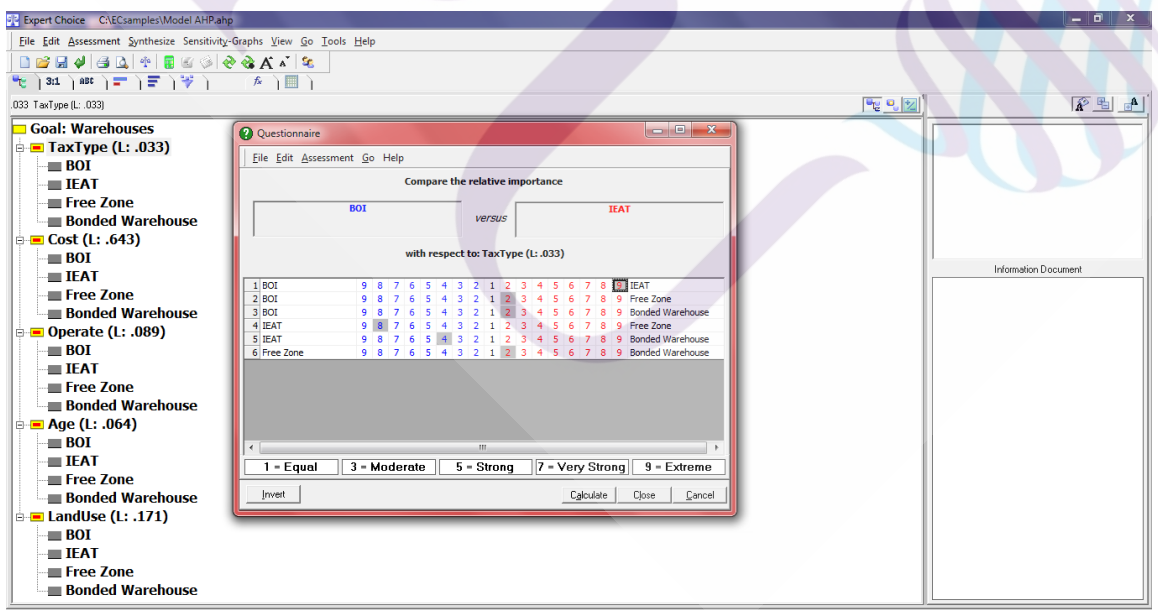 Expert Choice C:\ECsamples\Model AHP.ahp
File Edit Assessment Synthesize Sensitivity-Graphs View Go Tools Help
3:1 ABC fx
.033 TaxType (L: .033)
Goal: Warehouses
TaxType (L: .033)
BOI
IEAT
Free Zone
Bonded Warehouse
Cost (L: .643)
BOI
IEAT
Free Zone
Bonded Warehouse
Operate (L: .089)
BOI
IEAT
Free Zone
Bonded Warehouse
Age (L: .064)
BOI
IEAT
Free Zone
Bonded Warehouse
LandUse (L: .171)
BOI
IEAT
Free Zone
Bonded Warehouse
Questionnaire
File Edit Assessment Go Help
Compare the relative importance
BOI versus IEAT
with respect to: TaxType (L: .033)
1 BOI 9 8 7 6 5 4 3 2 1 2 3 4 5 6 7 8 9 IEAT
2 BOI 9 8 7 6 5 4 3 2 1 2 3 4 5 6 7 8 9 Free Zone
3 BOI 9 8 7 6 5 4 3 2 1 2 3 4 5 6 7 8 9 Bonded Warehouse
4 IEAT 9 8 7 6 5 4 3 2 1 2 3 4 5 6 7 8 9 Free Zone
5 IEAT 9 8 7 6 5 4 3 2 1 2 3 4 5 6 7 8 9 Bonded Warehouse
6 Free Zone 9 8 7 6 5 4 3 2 1 2 3 4 5 6 7 8 9 Bonded Warehouse
1 = Equal 3 = Moderate 5 = Strong 7 = Very Strong 9 = Extreme
Invert Calculate Close Cancel
Information Document